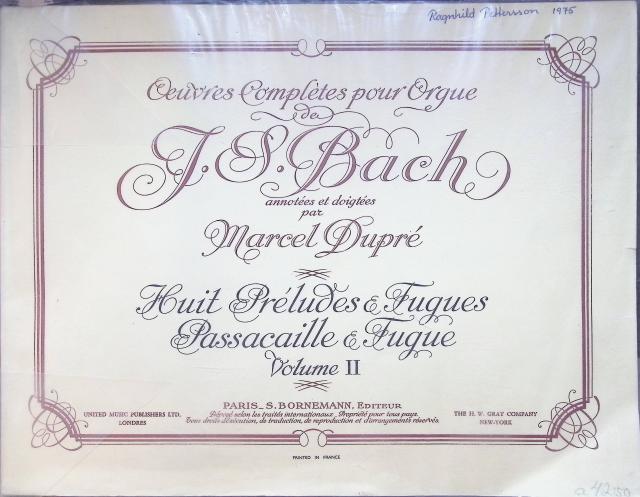 Ragnhild Pettersson 1975
Oeuvres Complètes pour Orgue
de
J.S. Bach
annotées et doigtées
par
Marcel Dupré
Huit Préludes & Fugues
Passacaille & Fugue
Volume II
PARIS_S. BORNEMANN, EDITEUR
Déposé selon les traités internationaux. Propriété pour tous pays.
Tous droits d'exécution, de traduction, de reproduction et d'arrangements réservés.
UNITED MUSIC PUBLISHERS LTD.
LONDRES
THE H. W. GRAY COMPANY
NEW-YORK
PRINTED IN FRANCE